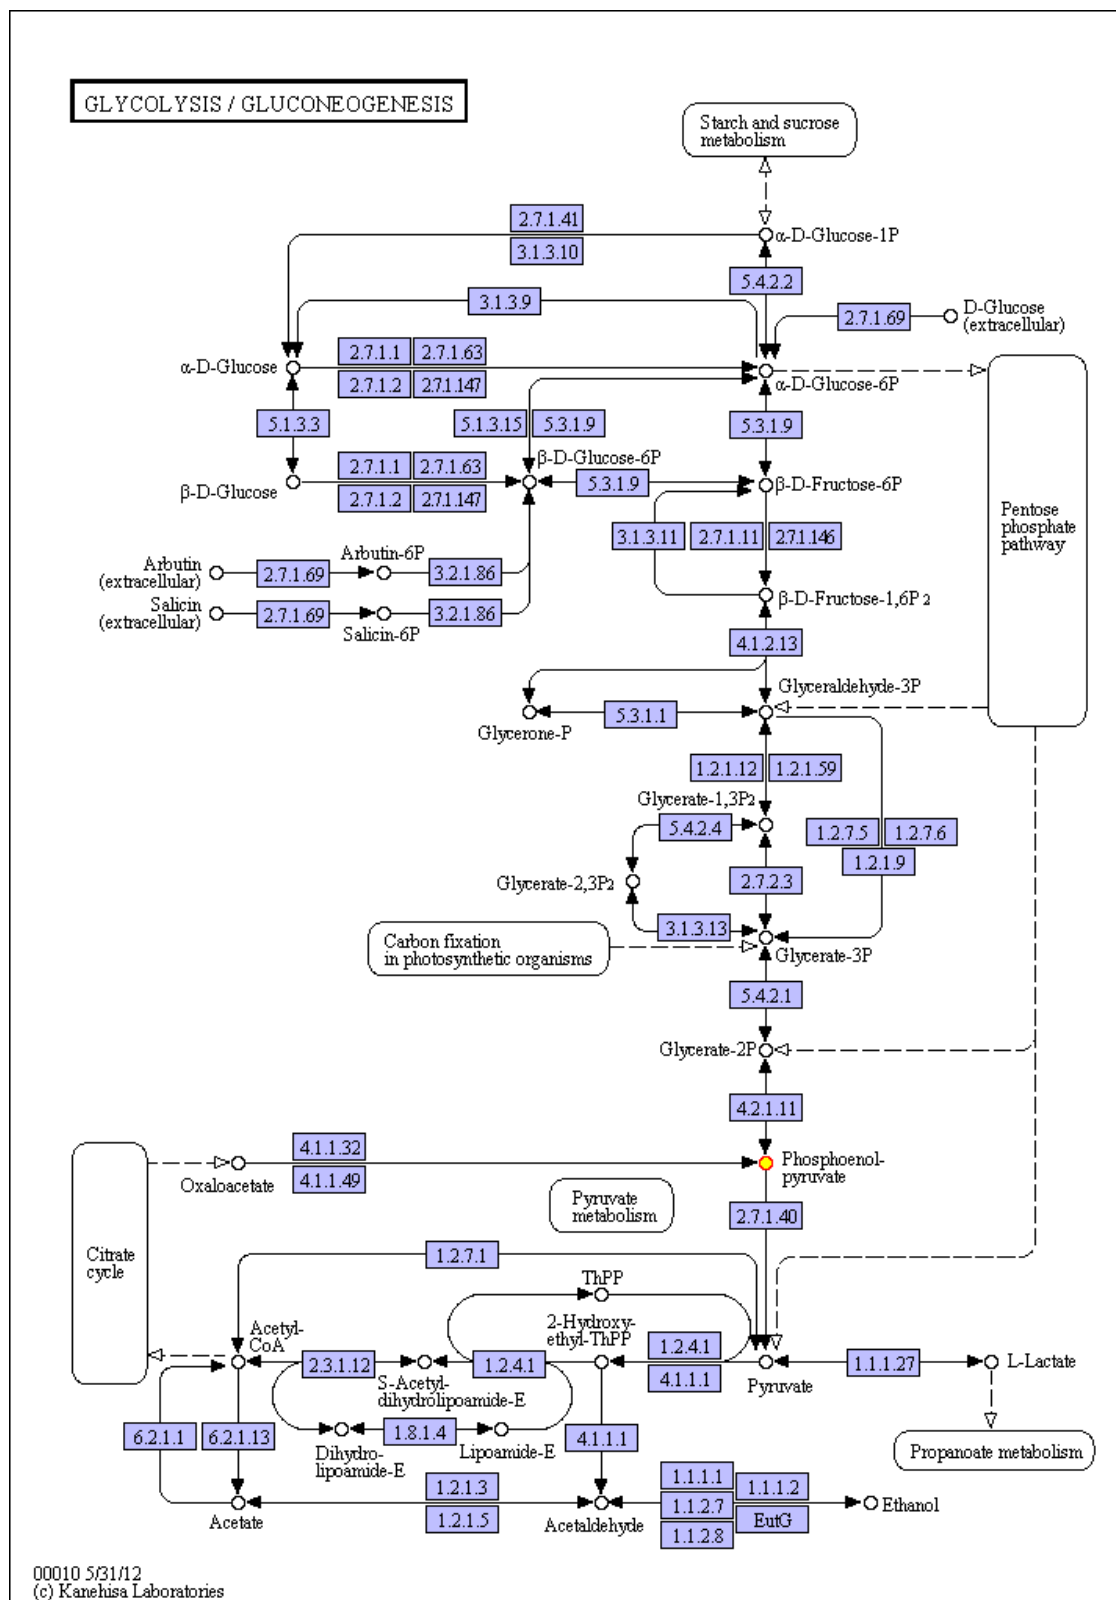 GLYCOLYSIS / GLUCONEOGENESIS
Starch and sucrose
metabolism
2.7.1.41
α-D-Glucose-1P
3.1.3.10
5.4.2.2
3.1.3.9
2.7.1.69
D-Glucose
(extracellular)
α-D-Glucose
2.7.1.1
2.7.1.63
2.7.1.2
2.7.1.147
α-D-Glucose-6P
5.1.3.3
5.1.3.15
5.3.1.9
5.3.1.9
β-D-Glucose
2.7.1.1
2.7.1.63
2.7.1.2
2.7.1.147
β-D-Glucose-6P
5.3.1.9
β-D-Fructose-6P
Pentose
phosphate
pathway
3.1.3.11
2.7.1.11
2.7.1.146
Arbutin
(extracellular)
2.7.1.69
Arbutin-6P
3.2.1.86
Salicin
(extracellular)
2.7.1.69
Salicin-6P
3.2.1.86
β-D-Fructose-1,6P2
4.1.2.13
Glyceraldehyde-3P
Glycerone-P
5.3.1.1
1.2.1.12
1.2.1.59
Glycerate-1,3P2
5.4.2.4
1.2.7.5
1.2.7.6
1.2.1.9
Glycerate-2,3P2
2.7.2.3
3.1.3.13
Carbon fixation
in photosynthetic organisms
Glycerate-3P
5.4.2.1
Glycerate-2P
4.2.1.11
4.1.1.32
Oxaloacetate
4.1.1.49
Phosphoenol-
pyruvate
Pyruvate
metabolism
2.7.1.40
Citrate
cycle
1.2.7.1
ThPP
2-Hydroxy-
ethyl-ThPP
Acetyl-
CoA
2.3.1.12
S-Acetyl-
dihydrolipoamide-E
1.2.4.1
1.2.4.1
4.1.1.1
Pyruvate
1.1.1.27
L-Lactate
6.2.1.1
6.2.1.13
Dihydro-
lipoamide-E
1.8.1.4
Lipoamide-E
4.1.1.1
Propanoate metabolism
Acetate
1.2.1.3
1.2.1.5
Acetaldehyde
1.1.1.1
1.1.1.2
1.1.2.7
EutG
1.1.2.8
Ethanol
00010 5/31/12
(c) Kanehisa Laboratories